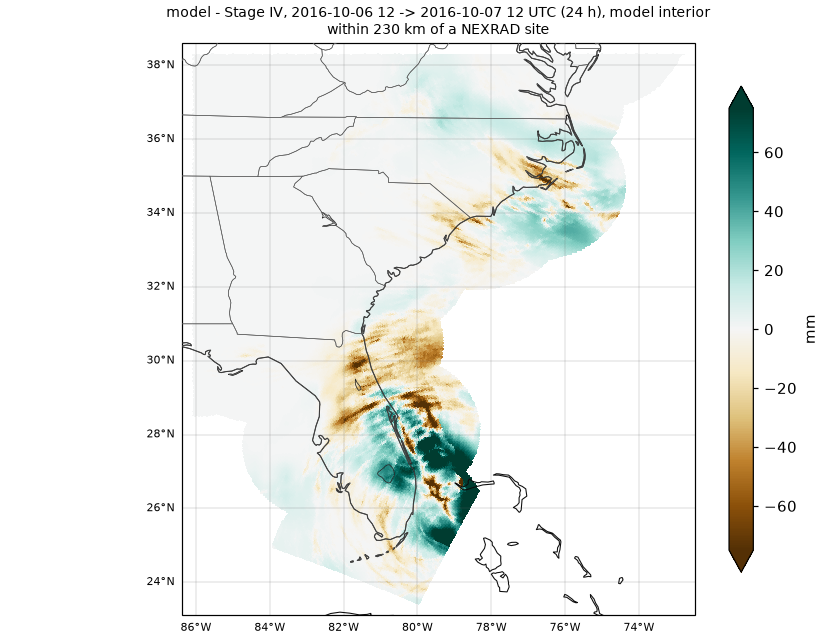 model - Stage IV, 2016-10-06 12 -> 2016-10-07 12 UTC (24 h), model interior
within 230 km of a NEXRAD site
38°N
36°N
34°N
32°N
30°N
28°N
26°N
24°N
86°W 84°W 82°W 80°W 78°W 76°W 74°W
60
40
20
0
−20
−40
−60
mm